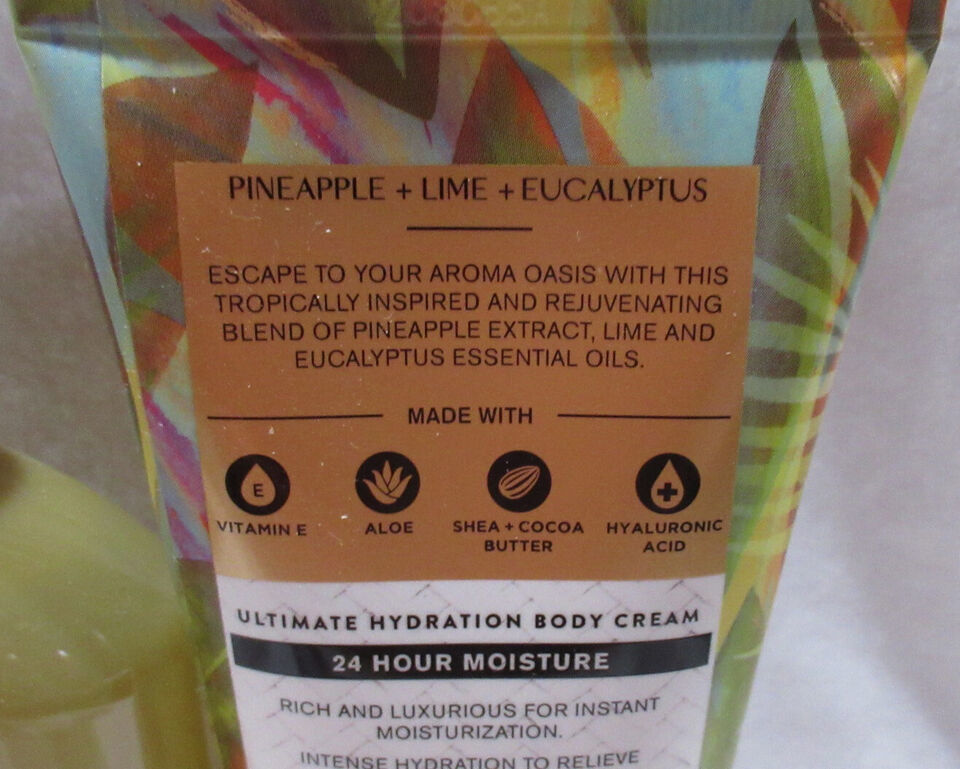 PINEAPPLE + LIME + EUCALYPTUS
ESCAPE TO YOUR AROMA OASIS WITH THIS
TROPICALLY INSPIRED AND REJUVENATING
BLEND OF PINEAPPLE EXTRACT, LIME AND
EUCALYPTUS ESSENTIAL OILS.
MADE WITH
E
VITAMIN E
ALOE
SHEA + COCOA
BUTTER
HYALURONIC
ACID
ULTIMATE HYDRATION BODY CREAM
24 HOUR MOISTURE
RICH AND LUXURIOUS FOR INSTANT
MOISTURIZATION.
INTENSE HYDRATION TO RELIEVE